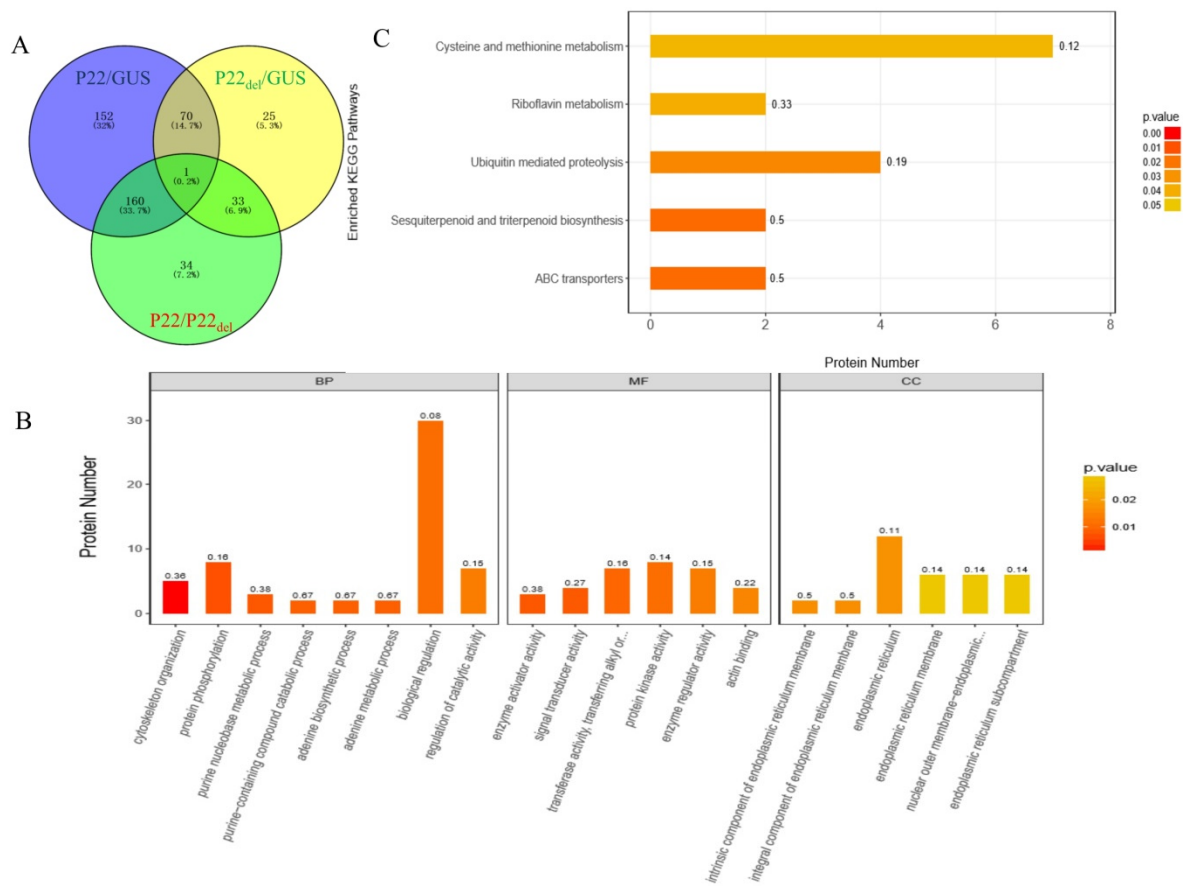 A
P22/GUS
P22del/GUS
152
(32%)
70
(14.7%)
25
(5.3%)
1
(0.2%)
160
(33.7%)
33
(6.9%)
34
(7.2%)
P22/P22del
C
Enriched KEGG Pathways
Cysteine and methionine metabolism
0.12
Riboflavin metabolism
0.33
Ubiquitin mediated proteolysis
0.19
Sesquiterpenoid and triterpenoid biosynthesis
0.5
ABC transporters
0.5
0 2 4 6 8
Protein Number
p.value
0.00
0.01
0.02
0.03
0.04
0.05
B
BP MF CC
Protein Number
30
20
10
0
0.36 0.16 0.38 0.67 0.67 0.67 0.08 0.15
0.38 0.27 0.16 0.14 0.15 0.22
0.5 0.5 0.11 0.14 0.14 0.14
cytoskeleton organization
protein phosphorylation
purine nucleobase metabolic process
purine-containing compound catabolic process
adenine biosynthetic process
adenine metabolic process
biological regulation
regulation of catalytic activity
enzyme activator activity
signal transducer activity
transferase activity, transferring alkyl or...
protein kinase activity
enzyme regulator activity
actin binding
intrinsic component of endoplasmic reticulum membrane
integral component of endoplasmic reticulum membrane
endoplasmic reticulum
endoplasmic reticulum membrane
nuclear outer membrane-endoplasmic...
endoplasmic reticulum subcompartment
p.value
0.02
0.01